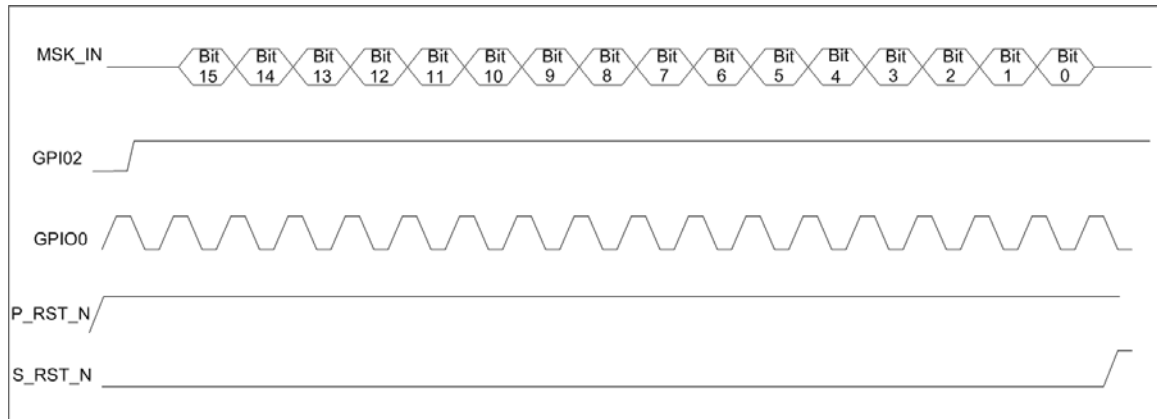 MSK_IN
Bit 15
Bit 14
Bit 13
Bit 12
Bit 11
Bit 10
Bit 9
Bit 8
Bit 7
Bit 6
Bit 5
Bit 4
Bit 3
Bit 2
Bit 1
Bit 0
GPI02
GPIO0
P_RST_N
S_RST_N